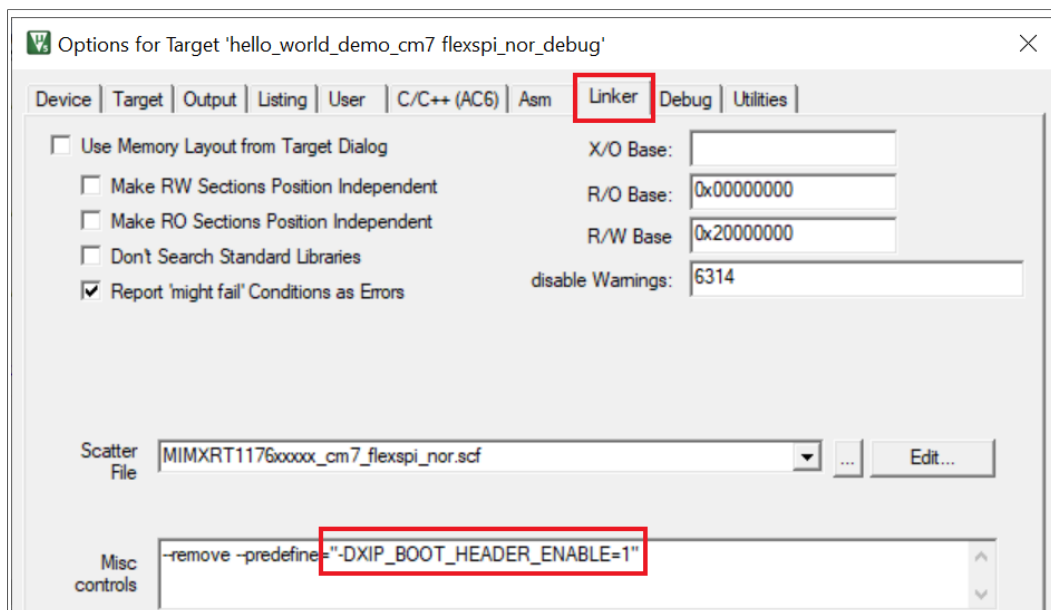 Options for Target 'hello_world_demo_cm7 flexspi_nor_debug'
Device Target Output Listing User C/C++ (AC6) Asm Linker Debug Utilities
Use Memory Layout from Target Dialog
X/O Base:
Make RW Sections Position Independent
R/O Base: 0x00000000
Make RO Sections Position Independent
R/W Base 0x20000000
Don't Search Standard Libraries
disable Warnings: 6314
Report 'might fail' Conditions as Errors
Scatter
File
MIMXRT1176xxxxx_cm7_flexspi_nor.scf ... Edit...
Misc
controls
--remove --predefine="-DXIP_BOOT_HEADER_ENABLE=1"